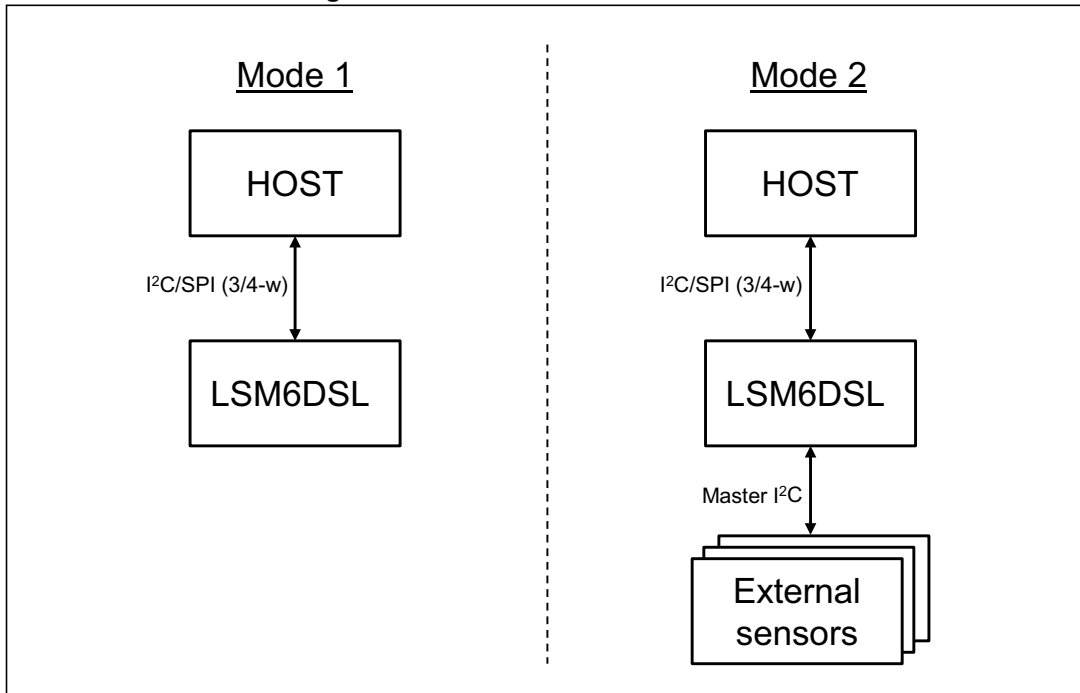 Mode 1
HOST
I²C/SPI (3/4-w)
LSM6DSL
Mode 2
HOST
I²C/SPI (3/4-w)
LSM6DSL
Master I²C
External
sensors